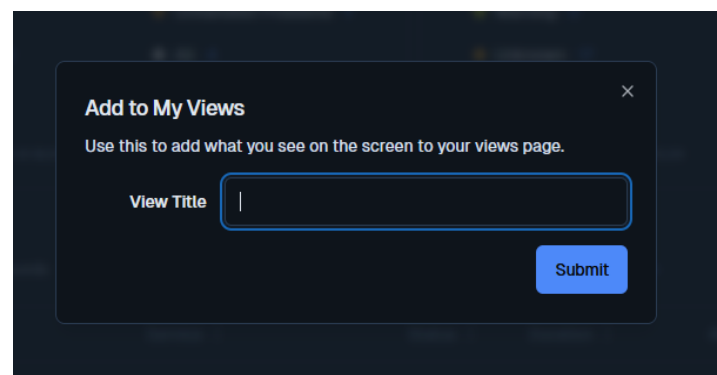 Add to My Views
Use this to add what you see on the screen to your views page.
View Title
Submit